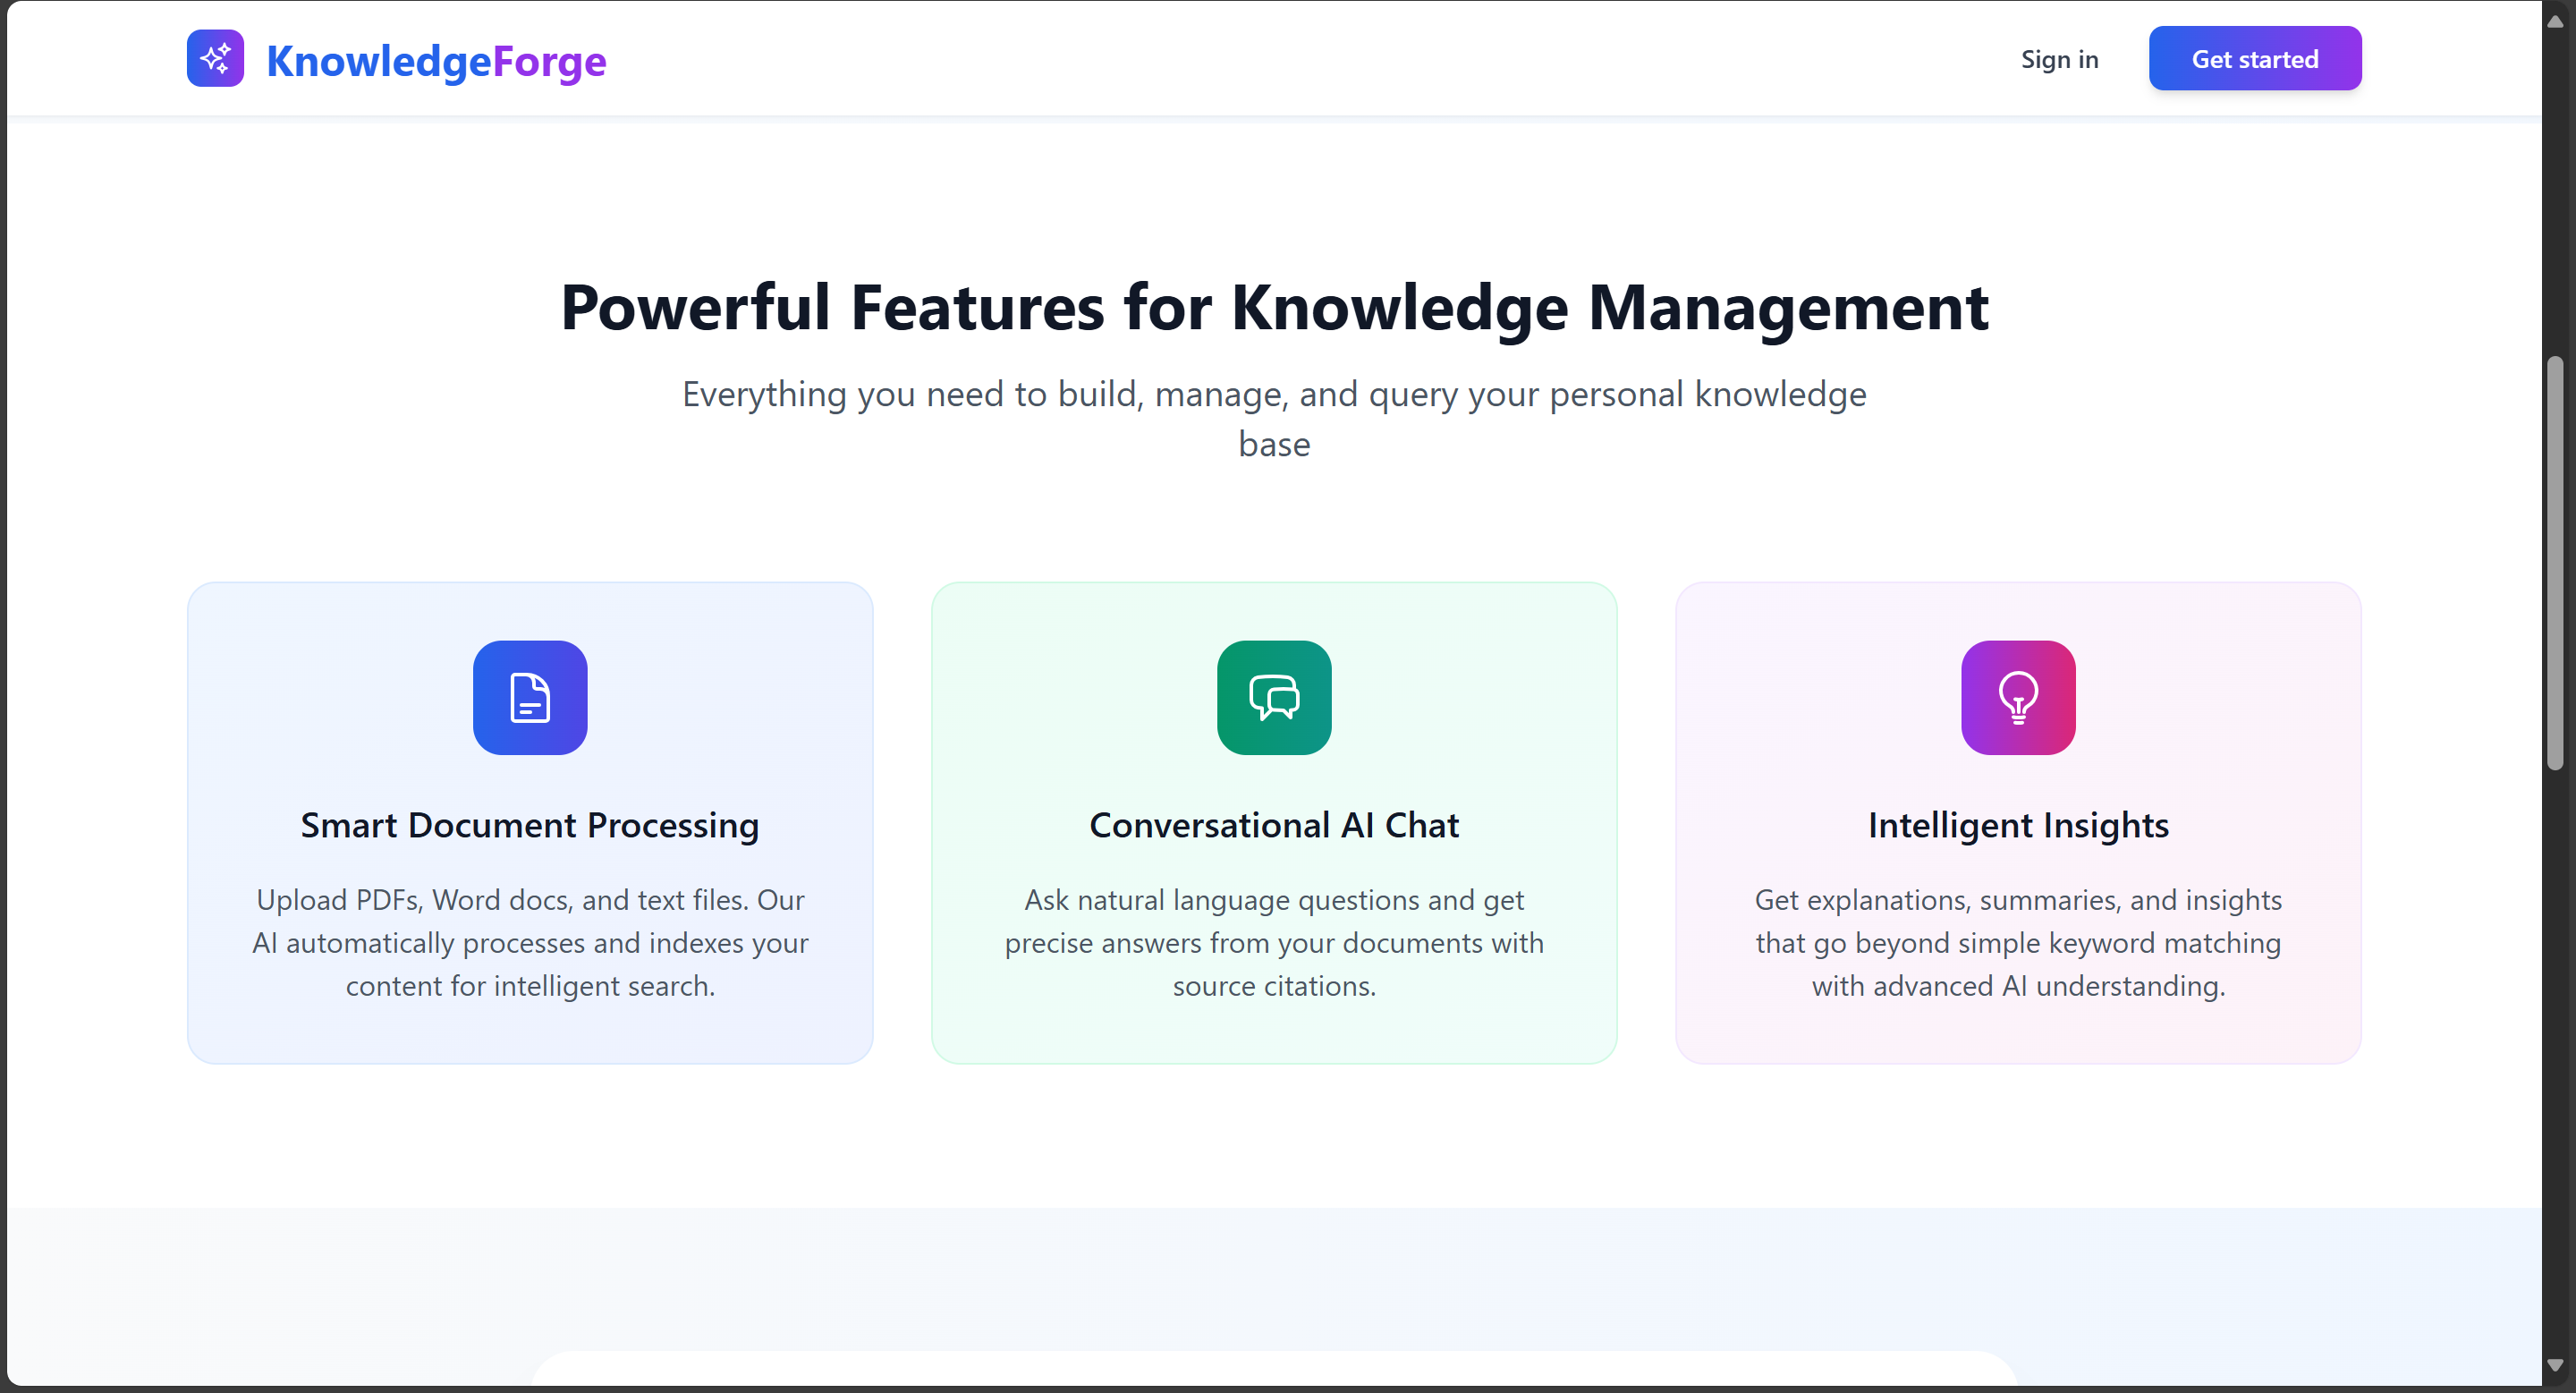 KnowledgeForge
Sign in
Get started
Powerful Features for Knowledge Management
Everything you need to build, manage, and query your personal knowledge
base
Smart Document Processing
Upload PDFs, Word docs, and text files. Our
AI automatically processes and indexes your
content for intelligent search.
Conversational AI Chat
Ask natural language questions and get
precise answers from your documents with
source citations.
Intelligent Insights
Get explanations, summaries, and insights
that go beyond simple keyword matching
with advanced AI understanding.